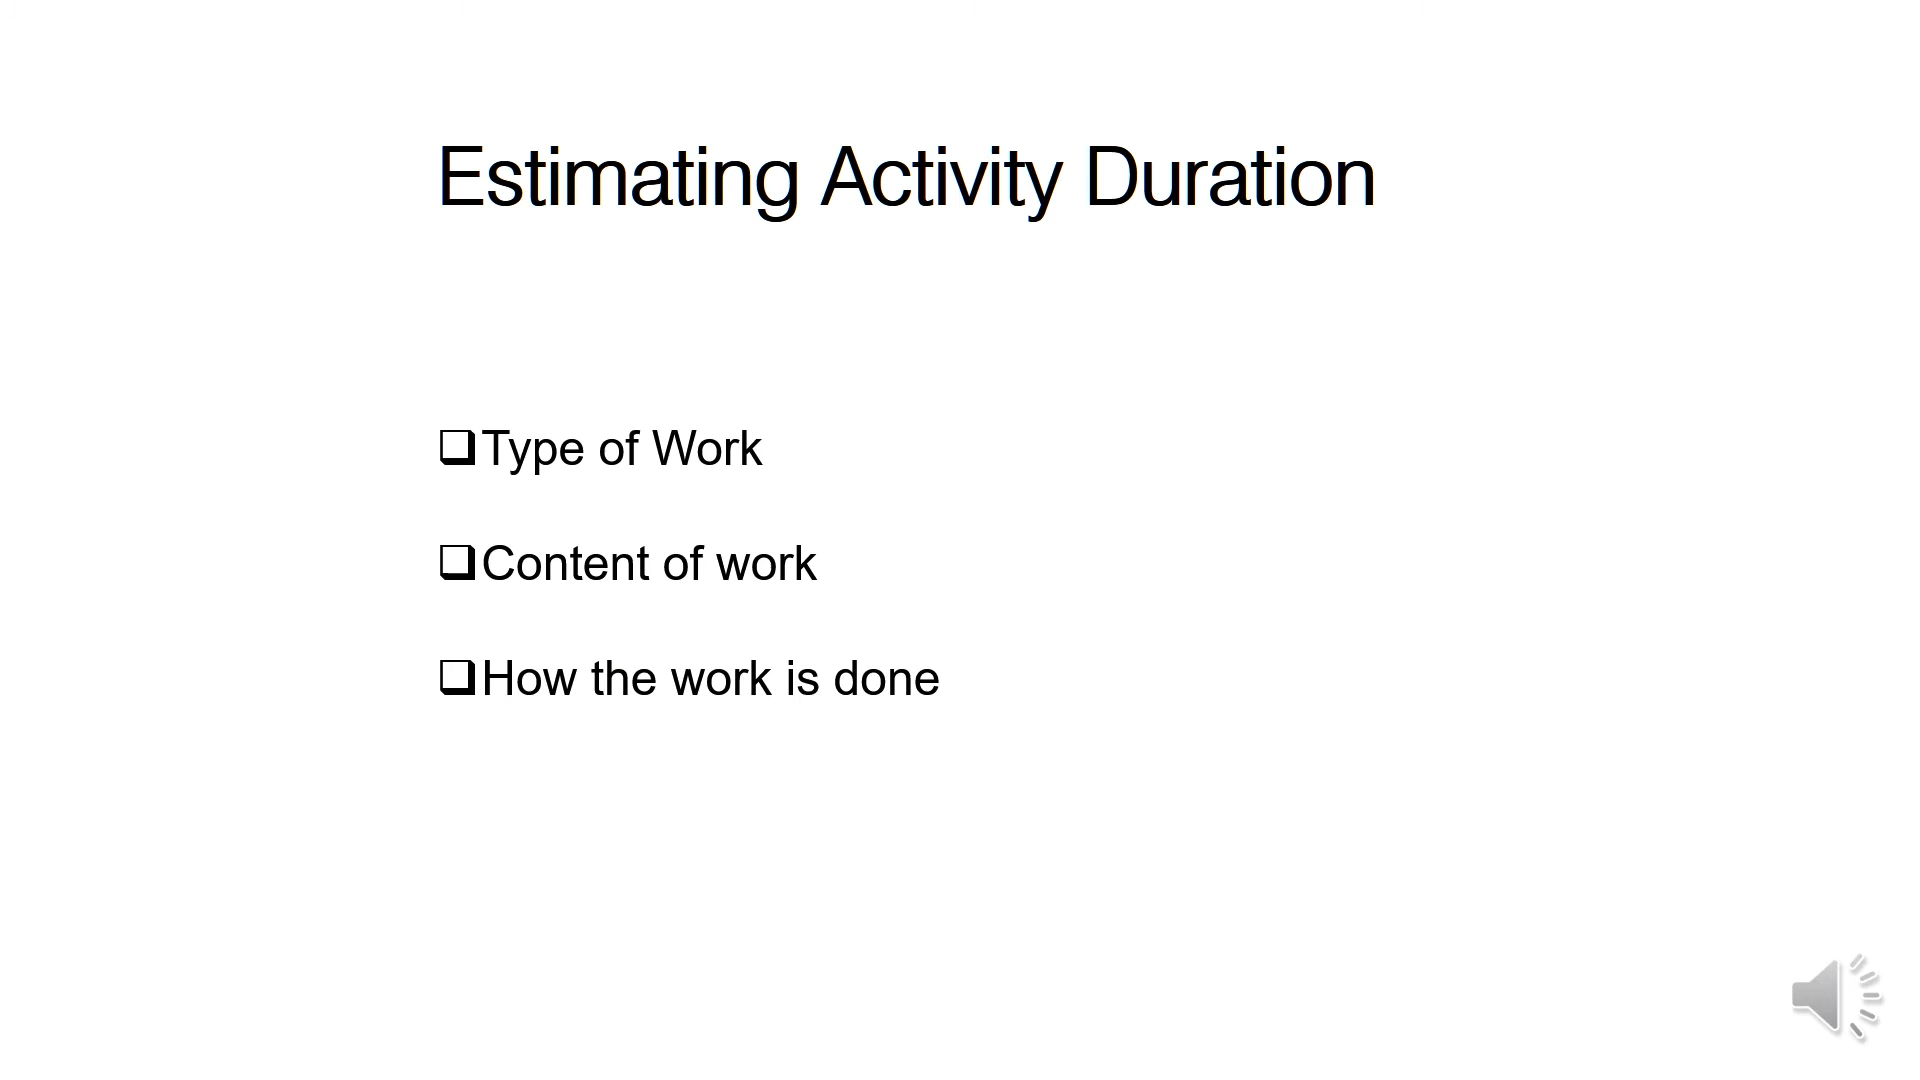 Estimating Activity Duration
❑Type of Work
❑Content of work
❑How the work is done